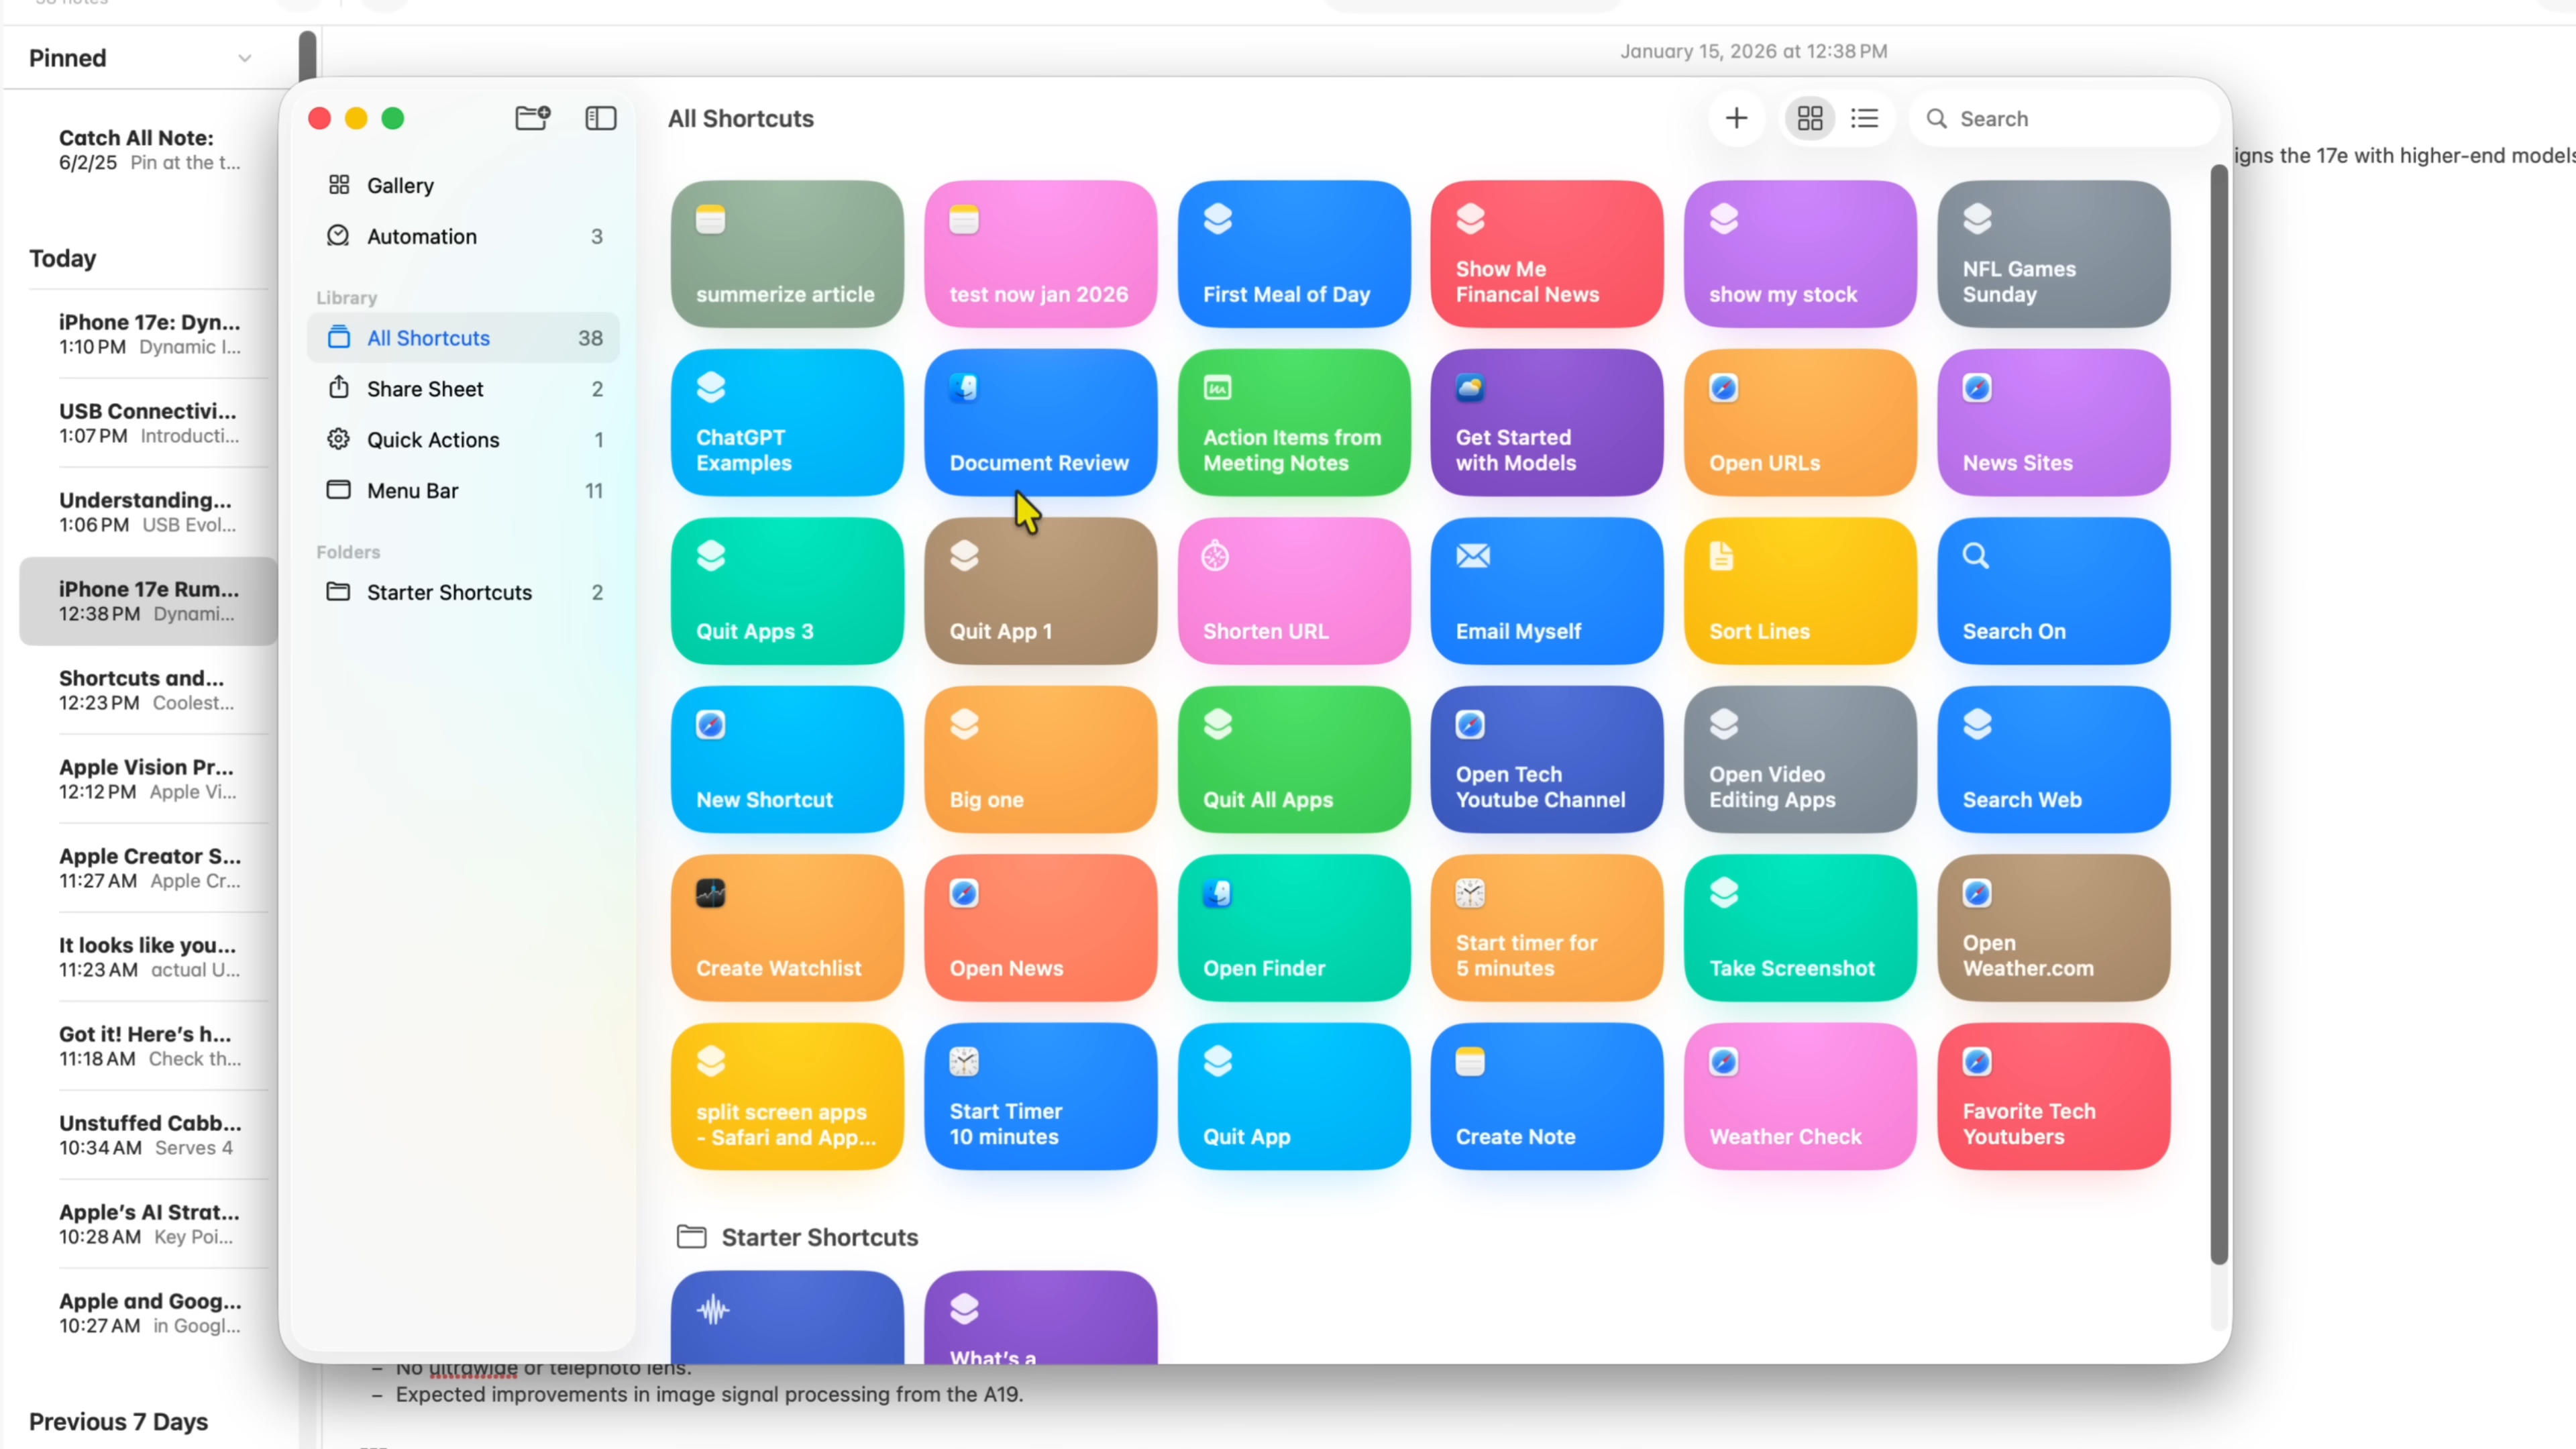 Pinned
Catch All Note:
6/2/25 Pin at the t...
Today
iPhone 17e: Dyn...
1:10 PM Dynamic I...
USB Connectivi...
1:07 PM Introducti...
Understanding...
1:06 PM USB Evol...
iPhone 17e Rum...
12:38 PM Dynami...
Shortcuts and...
12:23 PM Coolest...
Apple Vision Pr...
12:12 PM Apple Vi...
Apple Creator S...
11:27 AM Apple Cr...
It looks like you...
11:23 AM actual U...
Got it! Here's h...
11:18 AM Check th...
Unstuffed Cabb...
10:34 AM Serves 4
Apple's AI Strat...
10:28 AM Key Poi...
Apple and Goog...
10:27 AM in Googl...
Previous 7 Days
January 15, 2026 at 12:38 PM
igns the 17e with higher-end models
Gallery
Automation 3
Library
All Shortcuts 38
Share Sheet 2
Quick Actions 1
Menu Bar 11
Folders
Starter Shortcuts 2
All Shortcuts
Search
summerize article
test now jan 2026
First Meal of Day
Show Me
Financal News
show my stock
NFL Games
Sunday
ChatGPT
Examples
Document Review
Action Items from
Meeting Notes
Get Started
with Models
Open URLs
News Sites
Quit Apps 3
Quit App 1
Shorten URL
Email Myself
Sort Lines
Search On
New Shortcut
Big one
Quit All Apps
Open Tech
Youtube Channel
Open Video
Editing Apps
Search Web
Create Watchlist
Open News
Open Finder
Start timer for
5 minutes
Take Screenshot
Open
Weather.com
split screen apps
- Safari and App...
Start Timer
10 minutes
Quit App
Create Note
Weather Check
Favorite Tech
Youtubers
Starter Shortcuts
What's a
– No ultrawide or telephoto lens.
– Expected improvements in image signal processing from the A19.